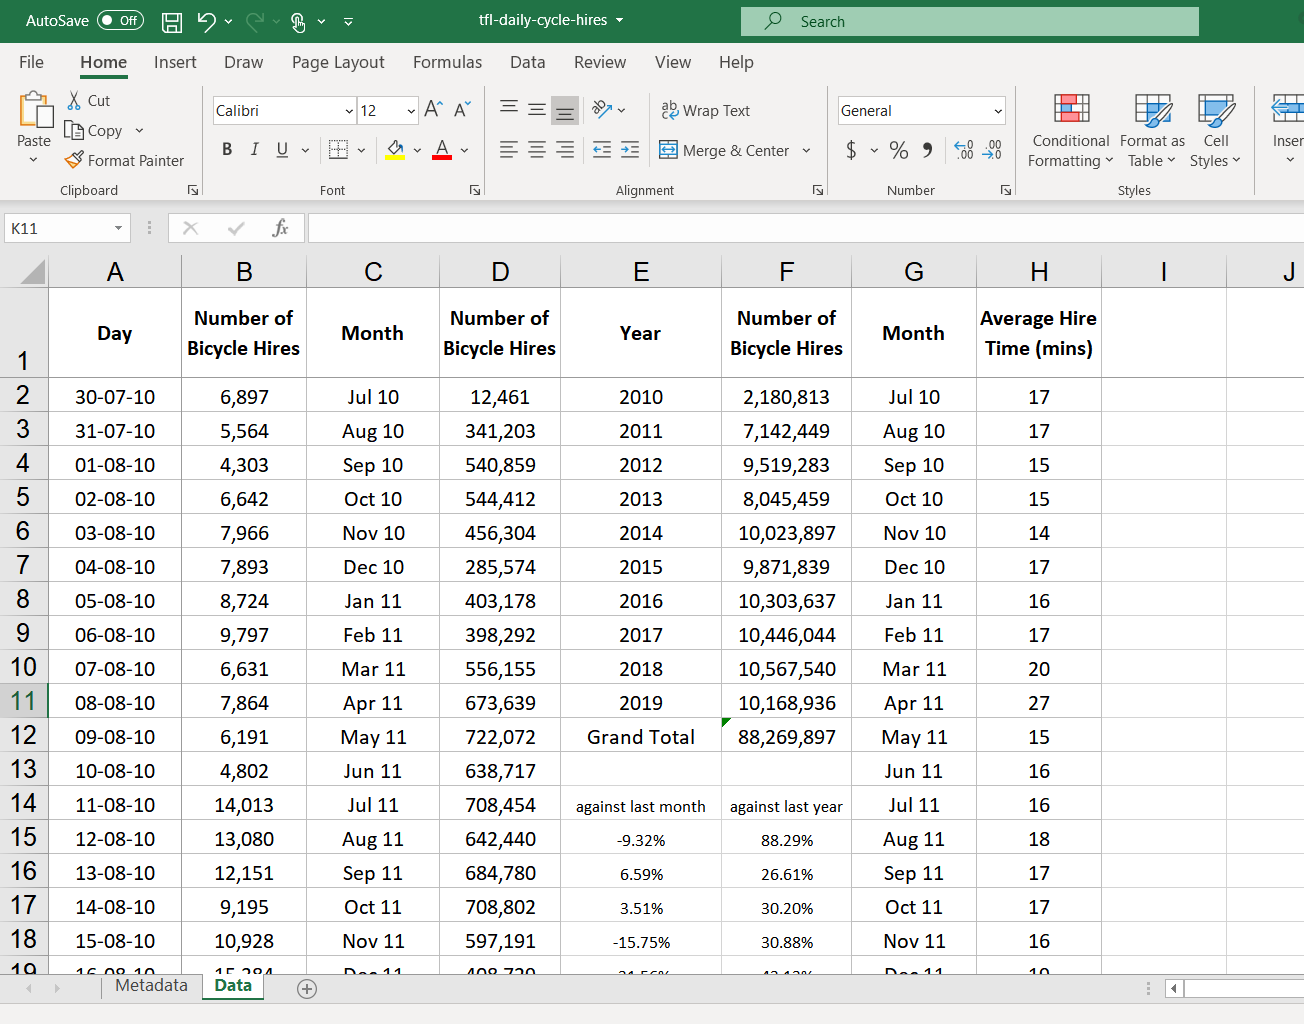 AutoSave Off tfl-daily-cycle-hires Search
File Home Insert Draw Page Layout Formulas Data Review View Help
Paste Cut
Copy
Format Painter
Clipboard
Calibri 12
B I U A
Font
ab Wrap Text
Merge & Center
Alignment
General
$ % 9 .00
Number
Conditional Formatting
Format as Table
Cell Styles
Styles
K11 fx
A B C D E F G H I J
1 Day Number of Bicycle Hires Month Number of Bicycle Hires Year Number of Bicycle Hires Month Average Hire Time (mins)
2 30-07-10 6,897 Jul 10 12,461 2010 2,180,813 Jul 10 17
3 31-07-10 5,564 Aug 10 341,203 2011 7,142,449 Aug 10 17
4 01-08-10 4,303 Sep 10 540,859 2012 9,519,283 Sep 10 15
5 02-08-10 6,642 Oct 10 544,412 2013 8,045,459 Oct 10 15
6 03-08-10 7,966 Nov 10 456,304 2014 10,023,897 Nov 10 14
7 04-08-10 7,893 Dec 10 285,574 2015 9,871,839 Dec 10 17
8 05-08-10 8,724 Jan 11 403,178 2016 10,303,637 Jan 11 16
9 06-08-10 9,797 Feb 11 398,292 2017 10,446,044 Feb 11 17
10 07-08-10 6,631 Mar 11 556,155 2018 10,567,540 Mar 11 20
11 08-08-10 7,864 Apr 11 673,639 2019 10,168,936 Apr 11 27
12 09-08-10 6,191 May 11 722,072 Grand Total 88,269,897 May 11 15
13 10-08-10 4,802 Jun 11 638,717 Jun 11 16
14 11-08-10 14,013 Jul 11 708,454 against last month against last year Jul 11 16
15 12-08-10 13,080 Aug 11 642,440 -9.32% 88.29% Aug 11 18
16 13-08-10 12,151 Sep 11 684,780 6.59% 26.61% Sep 11 17
17 14-08-10 9,195 Oct 11 708,802 3.51% 30.20% Oct 11 17
18 15-08-10 10,928 Nov 11 597,191 -15.75% 30.88% Nov 11 16
19
Metadata Data